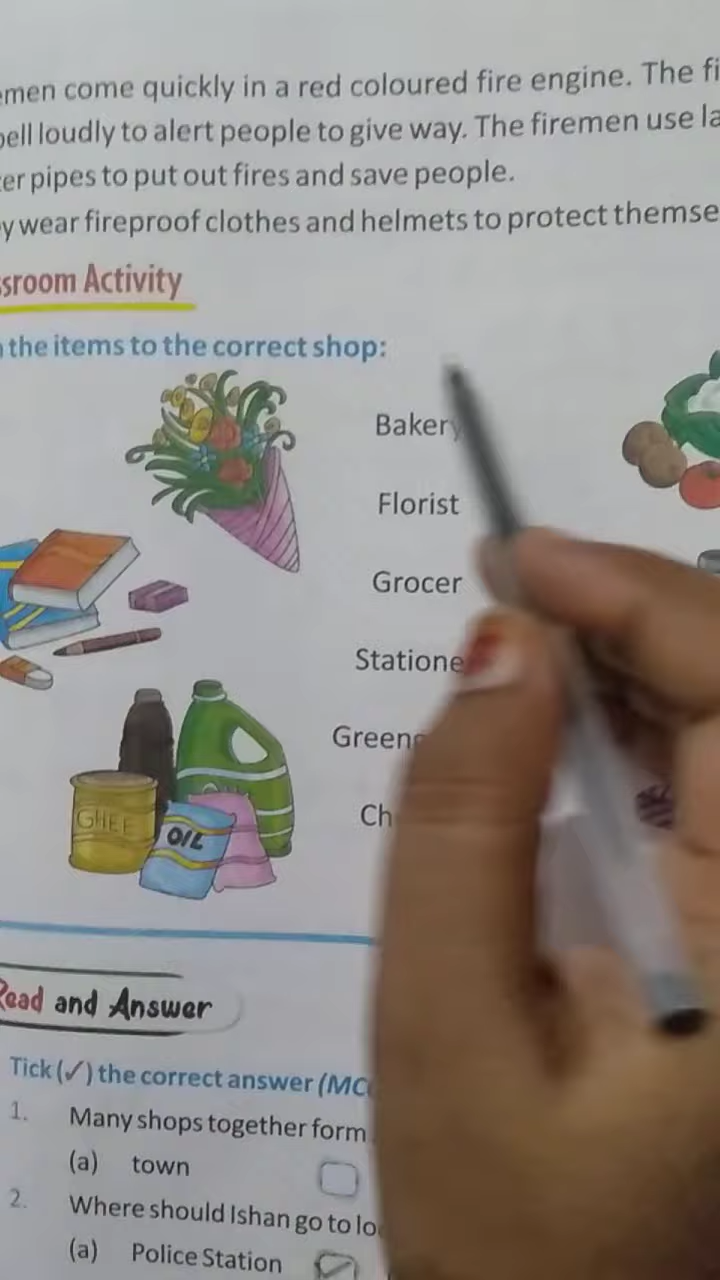 men come quickly in a red coloured fire engine. The fi
bell loudly to alert people to give way. The firemen use la
er pipes to put out fires and save people.
y wear fireproof clothes and helmets to protect themse
sroom Activity
the items to the correct shop:
Bakery
Florist
Grocer
Statione
Green
Ch
GHEE
OIL
Read and Answer
Tick (✓) the correct answer (MC
1. Many shops together form
(a) town
2. Where should Ishan go to lo
(a) Police Station